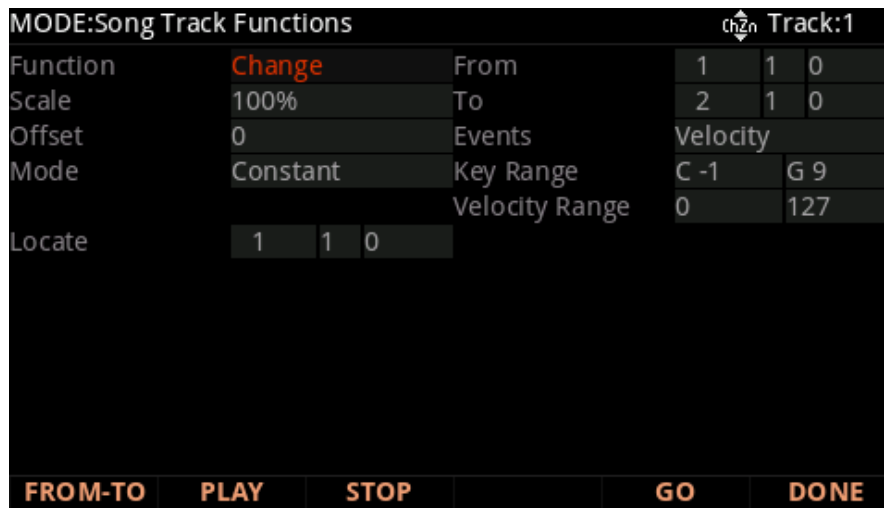 MODE:Song Track Functions ChZn Track:1
Function Change From 1 1 0
Scale 100% To 2 1 0
Offset 0 Events Velocity
Mode Constant Key Range C -1 G 9
Velocity Range 0 127
Locate 1 1 0
FROM-TO PLAY STOP GO DONE